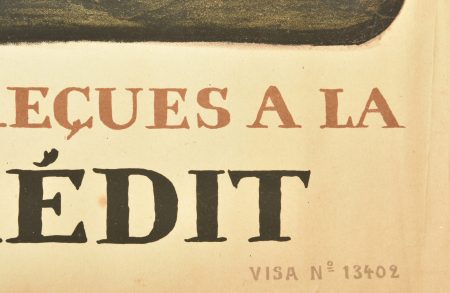 EÇUES A LA
ÉDIT
VISA Nº 13402